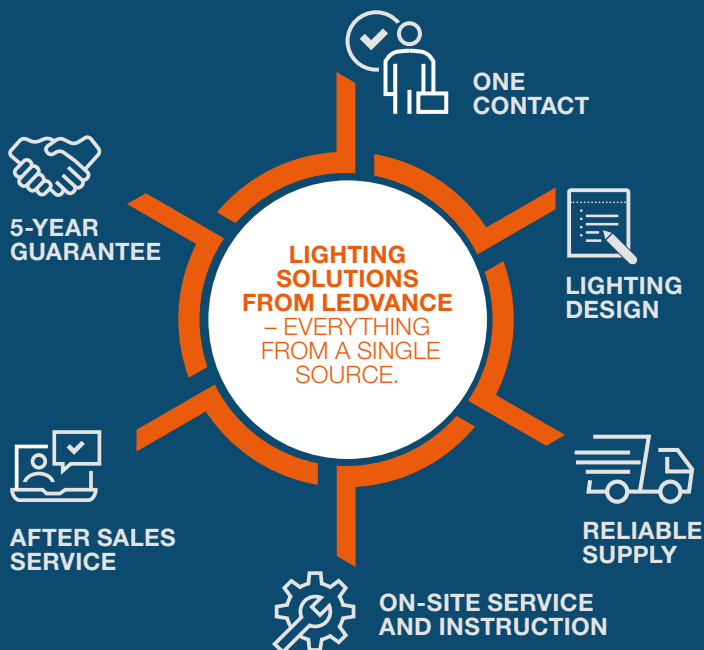 ONE
CONTACT
5-YEAR
GUARANTEE
LIGHTING
SOLUTIONS
FROM LEDVANCE
– EVERYTHING
FROM A SINGLE
SOURCE.
LIGHTING
DESIGN
AFTER SALES
SERVICE
RELIABLE
SUPPLY
ON-SITE SERVICE
AND INSTRUCTION